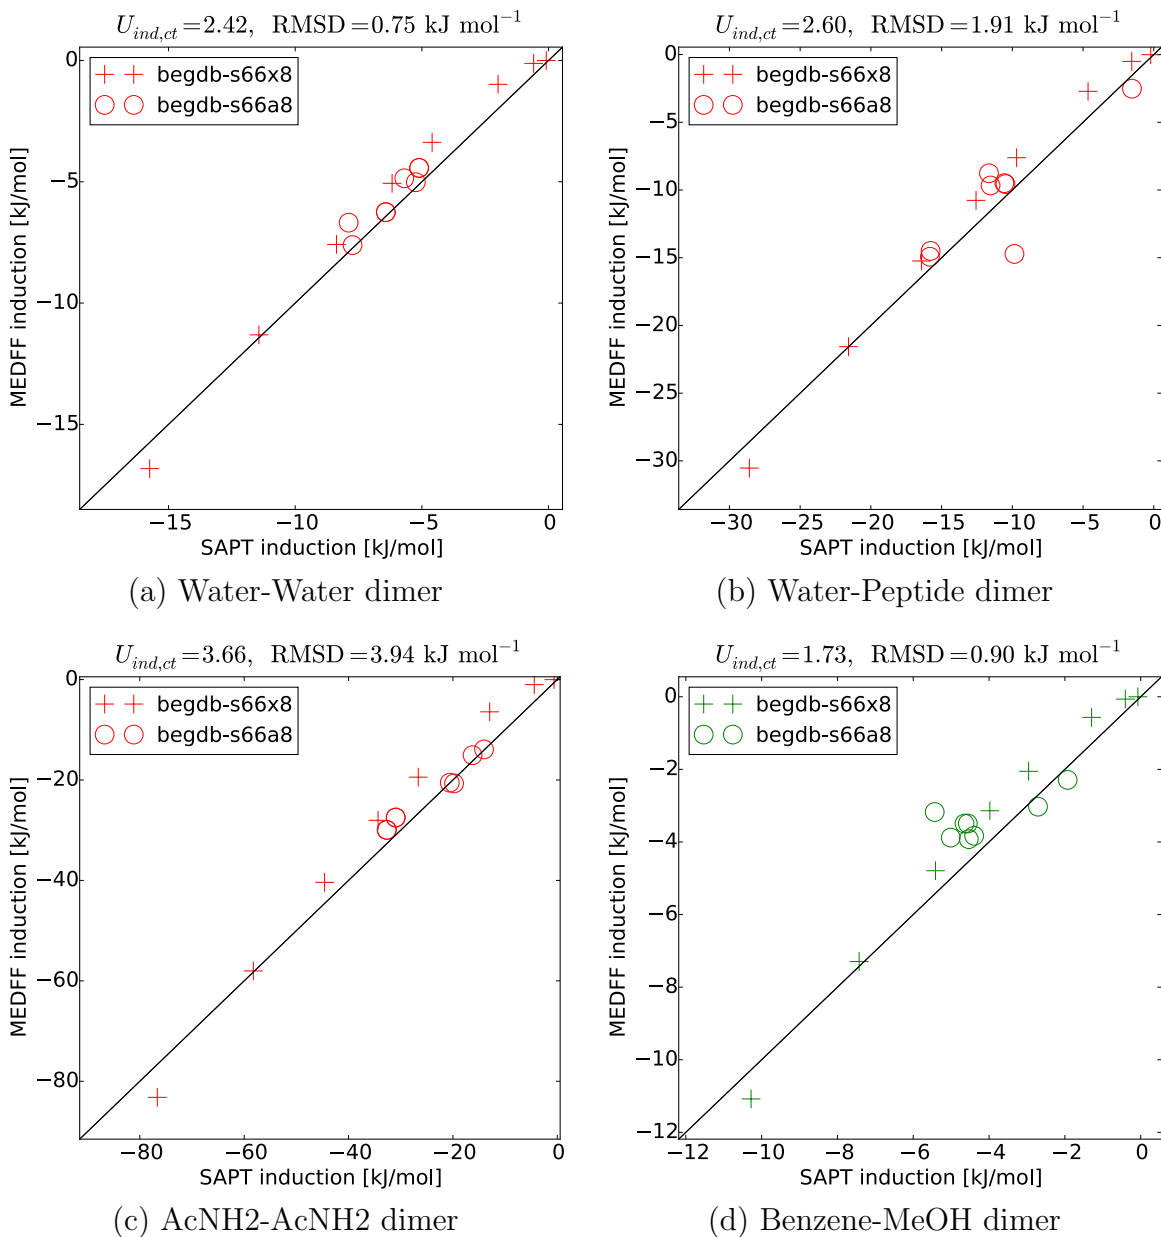 U_ind,ct=2.42, RMSD=0.75 kJ mol⁻¹
0
−5
−10
−15
MEDFF induction [kJ/mol]
begdb-s66x8
begdb-s66a8
−15 −10 −5 0
SAPT induction [kJ/mol]
(a) Water-Water dimer
U_ind,ct=2.60, RMSD=1.91 kJ mol⁻¹
0
−5
−10
−15
−20
−25
−30
MEDFF induction [kJ/mol]
begdb-s66x8
begdb-s66a8
−30 −25 −20 −15 −10 −5 0
SAPT induction [kJ/mol]
(b) Water-Peptide dimer
U_ind,ct=3.66, RMSD=3.94 kJ mol⁻¹
0
−20
−40
−60
−80
MEDFF induction [kJ/mol]
begdb-s66x8
begdb-s66a8
−80 −60 −40 −20 0
SAPT induction [kJ/mol]
(c) AcNH2-AcNH2 dimer
U_ind,ct=1.73, RMSD=0.90 kJ mol⁻¹
0
−2
−4
−6
−8
−10
−12
MEDFF induction [kJ/mol]
begdb-s66x8
begdb-s66a8
−12 −10 −8 −6 −4 −2 0
SAPT induction [kJ/mol]
(d) Benzene-MeOH dimer